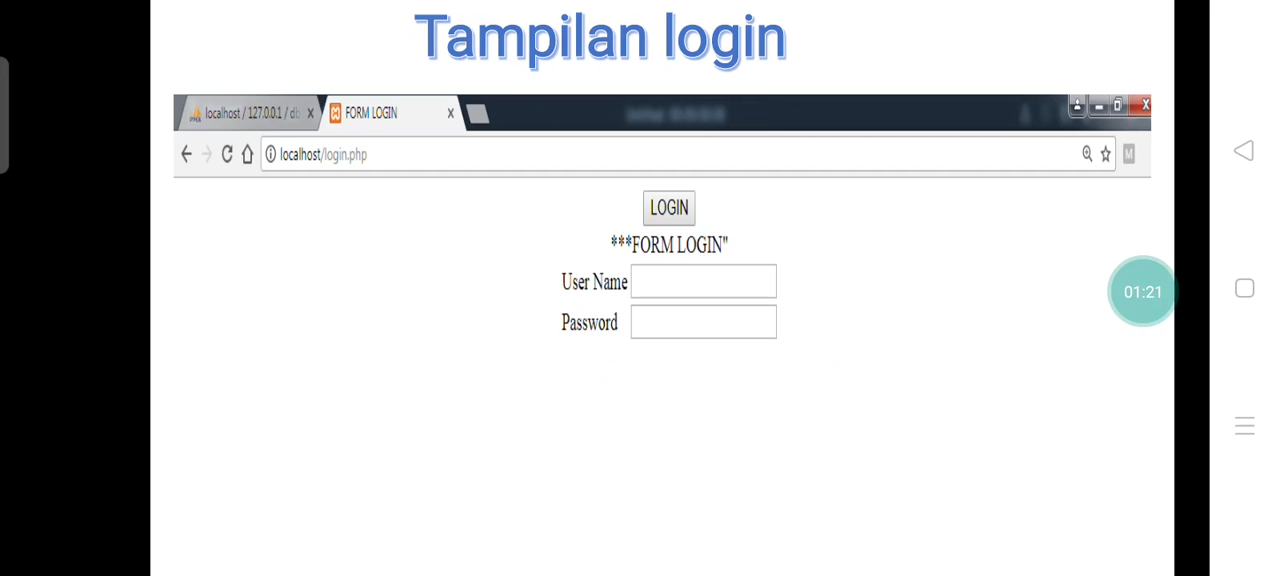 Tampilan login
localhost / 127.0.0.1 / db
FORM LOGIN
localhost/login.php
M
LOGIN
***FORM LOGIN"
User Name
Password
01:21